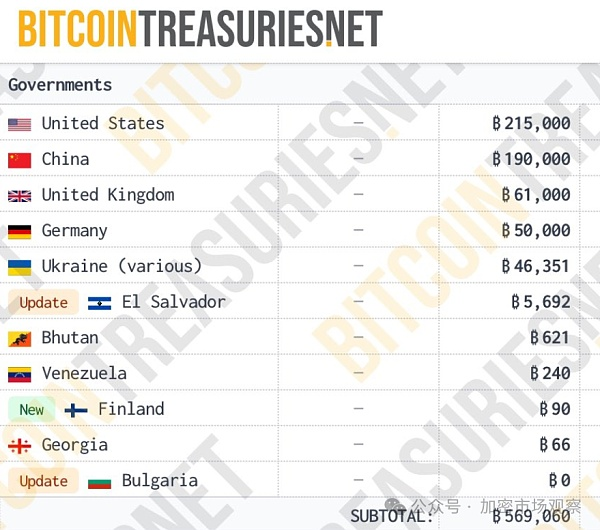 BITCOINTREASURIES.NET
Governments
United States – ₿215,000
China – ₿190,000
United Kingdom – ₿61,000
Germany – ₿50,000
Ukraine (various) – ₿46,351
Update El Salvador – ₿5,692
Bhutan – ₿621
Venezuela – ₿240
New Finland – ₿90
Georgia – ₿66
Update Bulgaria – ₿0
SUBTOTAL: ₿569,060
公众号 · 加密市场观察